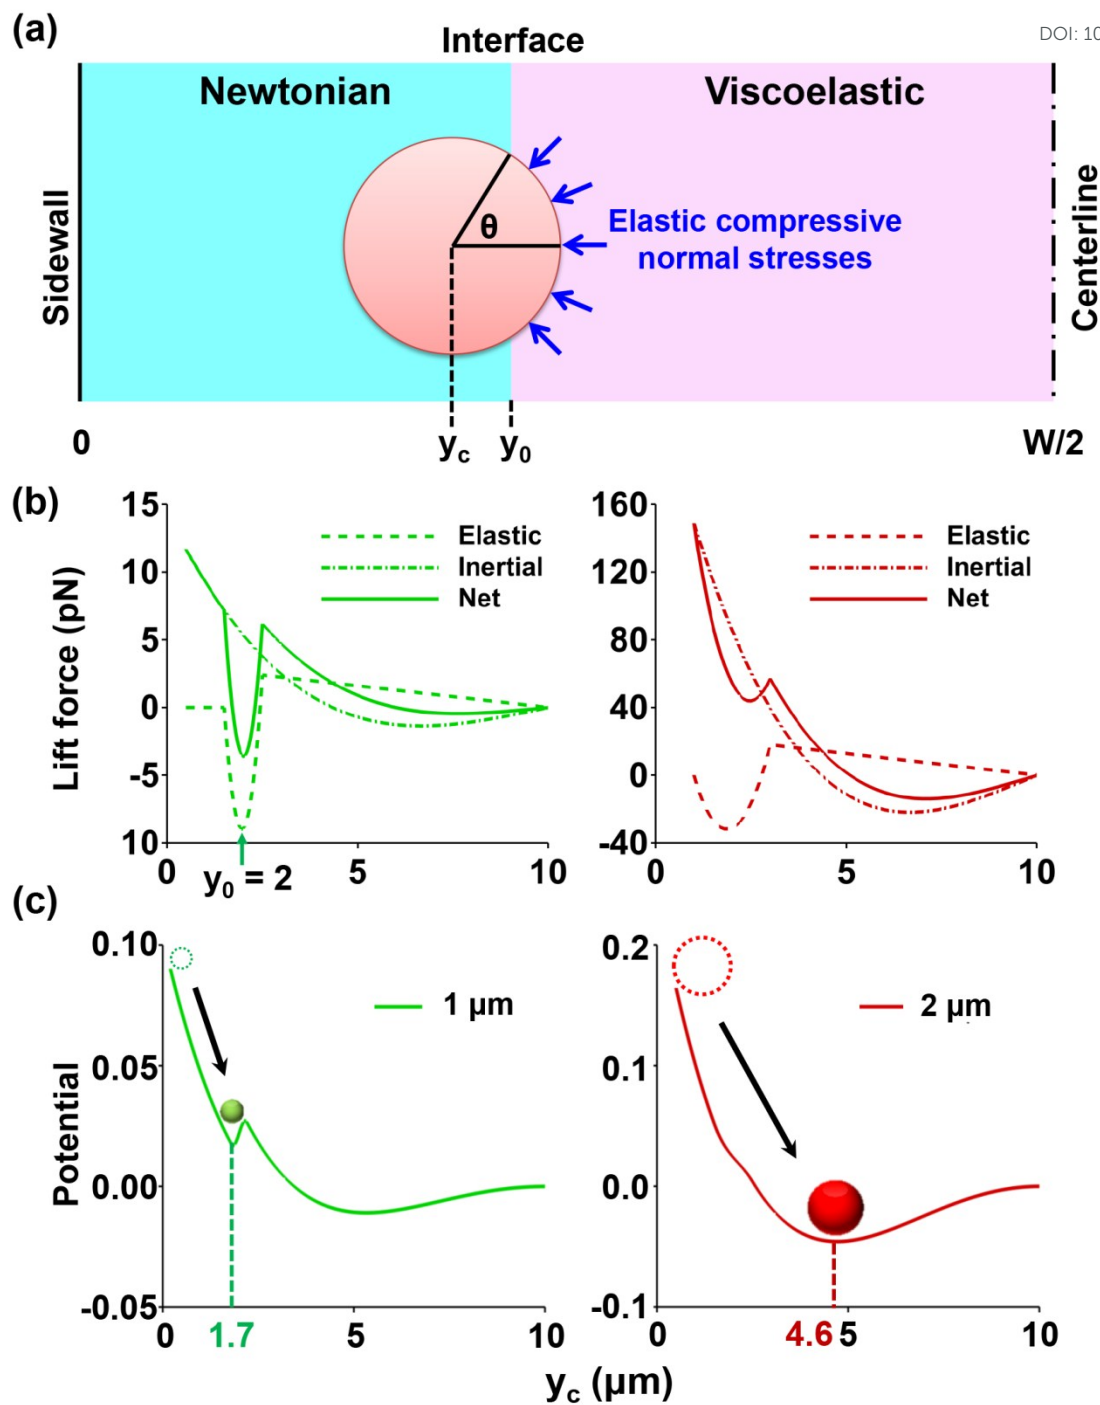 (a)
DOI: 10
Interface
Newtonian
Viscoelastic
Sidewall
θ
Elastic compressive
normal stresses
Centerline
0
yc
y0
W/2
(b)
Lift force (pN)
15
10
5
0
-5
10
Elastic
Inertial
Net
0
y0 = 2
5
10
160
120
80
40
0
-40
Elastic
Inertial
Net
0
5
10
(c)
Potential
0.10
0.05
0.00
-0.05
1 μm
0
1.7
5
10
0.2
0.1
0.0
-0.1
2 μm
0
4.6
5
10
yc (μm)